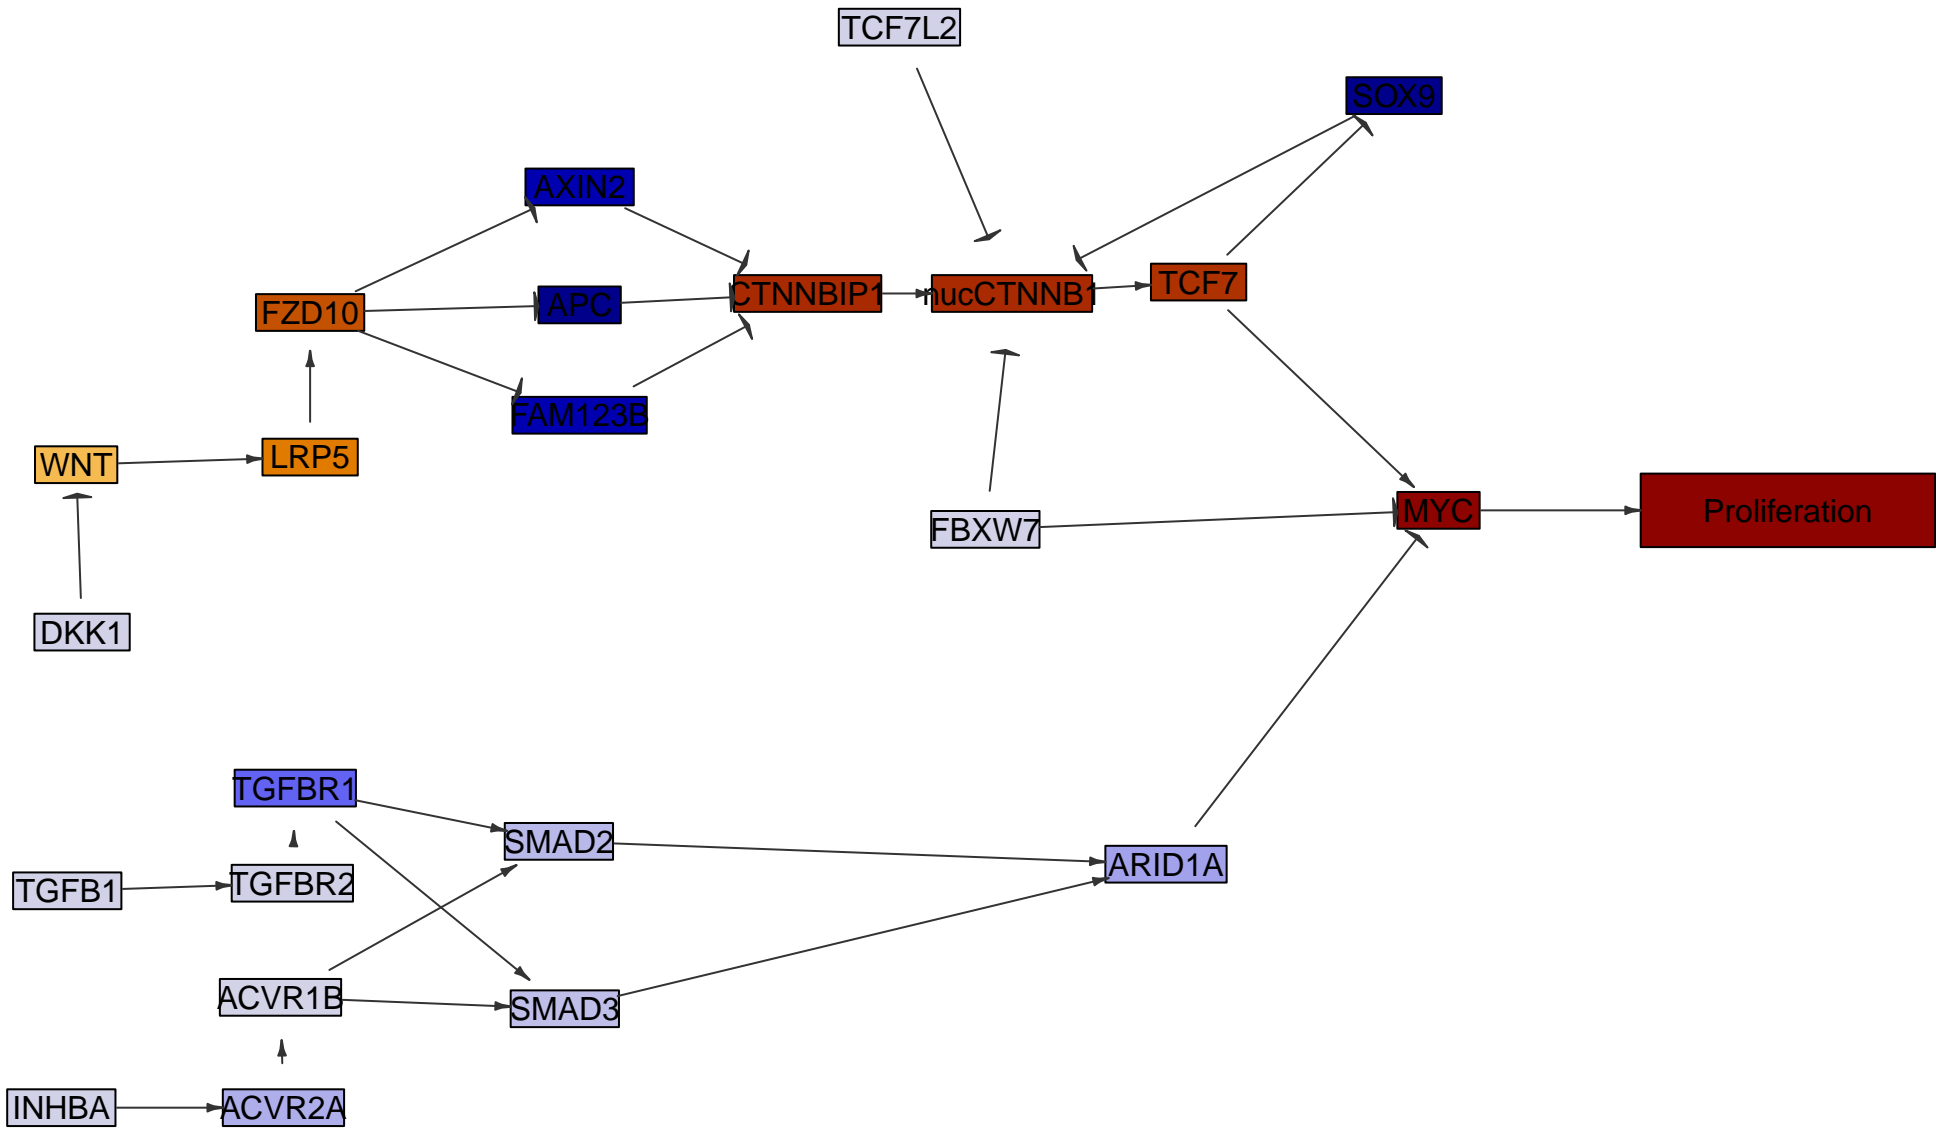 TCF7L2
SOX9
AXIN2
FZD10
APC
CTNNBIP1
nucCTNNB1
TCF7
FAM123B
WNT
LRP5
FBXW7
MYC
Proliferation
DKK1
TGFBR1
SMAD2
TGFB1
TGFBR2
ARID1A
ACVR1B
SMAD3
INHBA
ACVR2A